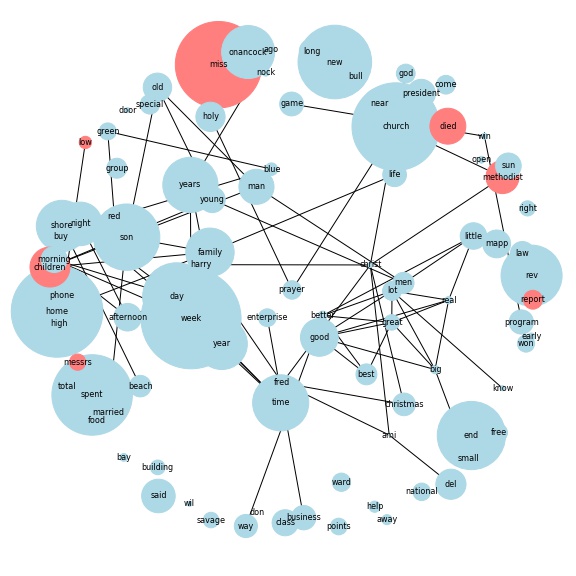 onancock
ago
long
miss
new
nock
bull
god
come
old
president
special
game
near
door
holy
church
died
green
win
low
open
sun
group
blue
life
methodist
years
man
young
right
red
shore
night
son
buy
little
mapp
family
law
morning
children
harry
christ
rev
men
phone
day
prayer
lot
real
report
home
week
afternoon
enterprise
better
great
program
high
year
good
early
won
messrs
best
big
total
spent
beach
fred
know
time
christmas
married
food
ami
end
free
bay
building
small
ward
del
said
wil
national
savage
don
way
class
business
points
help
away